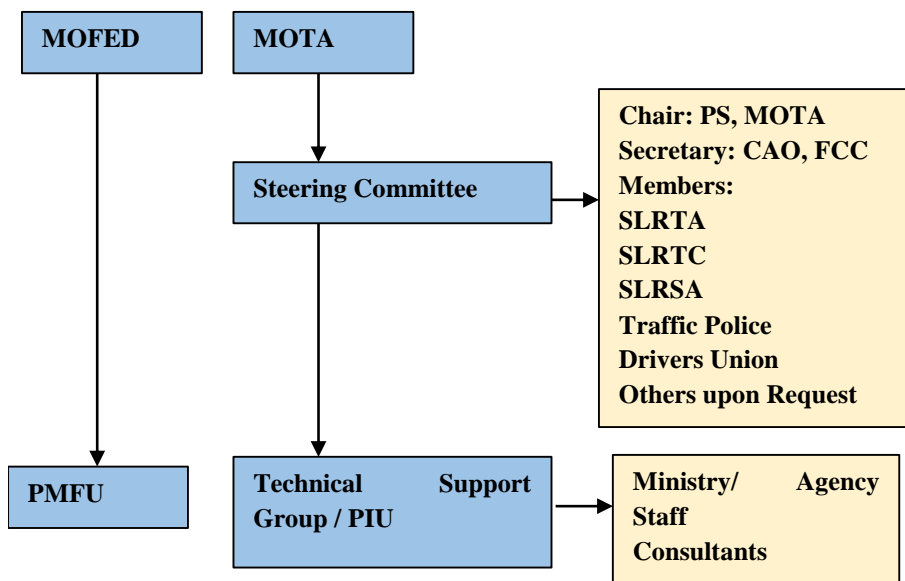 MOFED
MOTA
Chair: PS, MOTA
Secretary: CAO, FCC
Members:
SLRTA
SLRTC
SLRSA
Traffic Police
Drivers Union
Others upon Request
Steering Committee
PMFU
Technical Support
Group / PIU
Ministry/ Agency
Staff
Consultants